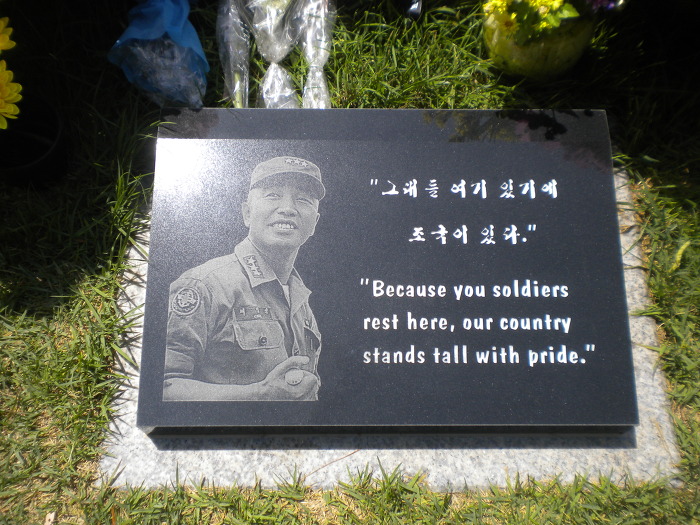 "그대들 여기 있기에
조국이 있다."
"Because you soldiers
rest here, our country
stands tall with pride."